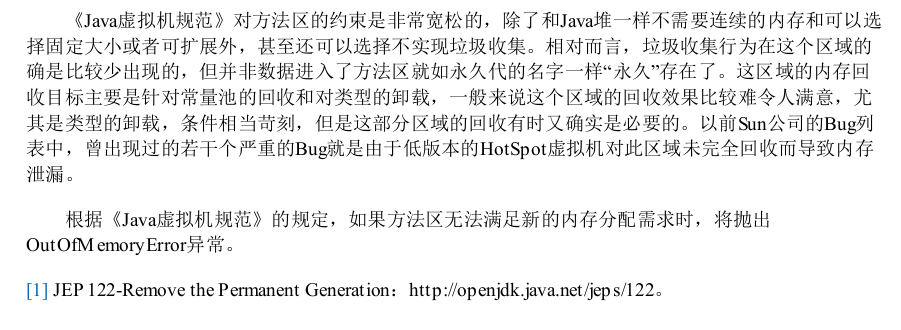 《Java虚拟机规范》对方法区的约束是非常宽松的，除了和Java堆一样不需要连续的内存和可以选
择固定大小或者可扩展外，甚至还可以选择不实现垃圾收集。相对而言，垃圾收集行为在这个区域的
确是比较少出现的，但并非数据进入了方法区就如永久代的名字一样“永久”存在了。这区域的内存回
收目标主要是针对常量池的回收和对类型的卸载，一般来说这个区域的回收效果比较难令人满意，尤
其是类型的卸载，条件相当苛刻，但是这部分区域的回收有时又确实是必要的。以前Sun公司的Bug列
表中，曾出现过的若干个严重的Bug就是由于低版本的HotSpot虚拟机对此区域未完全回收而导致内存
泄漏。
根据《Java虚拟机规范》的规定，如果方法区无法满足新的内存分配需求时，将抛出
OutOfMemoryError异常。
[1] JEP 122-Remove the Permanent Generation：http://openjdk.java.net/jeps/122。